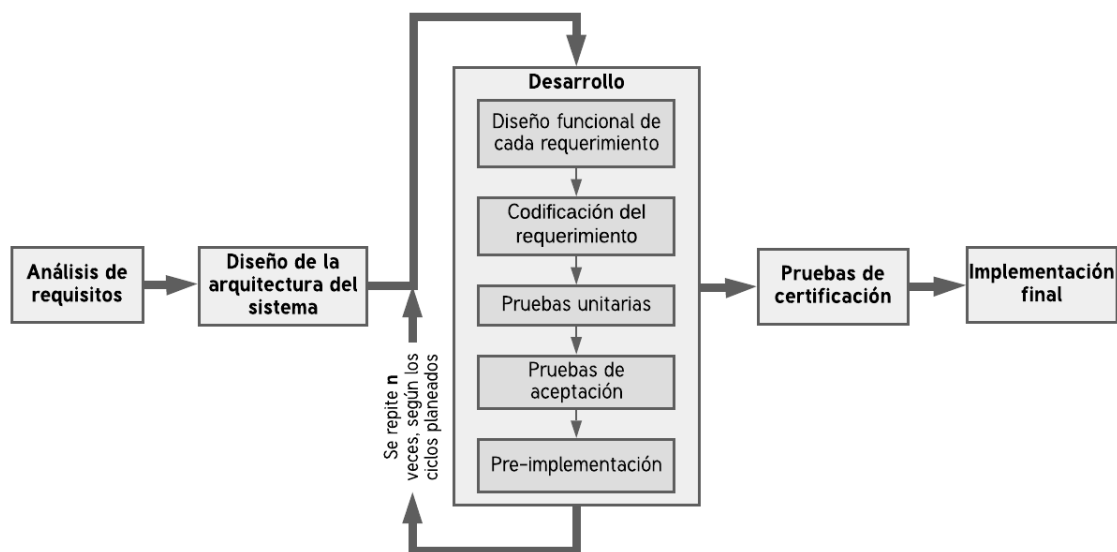 Análisis de
requisitos
Diseño de la
arquitectura del
sistema
Se repite n
veces, según los
ciclos planeados
Desarrollo
Diseño funcional de
cada requerimiento
Codificación del
requerimiento
Pruebas unitarias
Pruebas de
aceptación
Pre-implementación
Pruebas de
certificación
Implementación
final